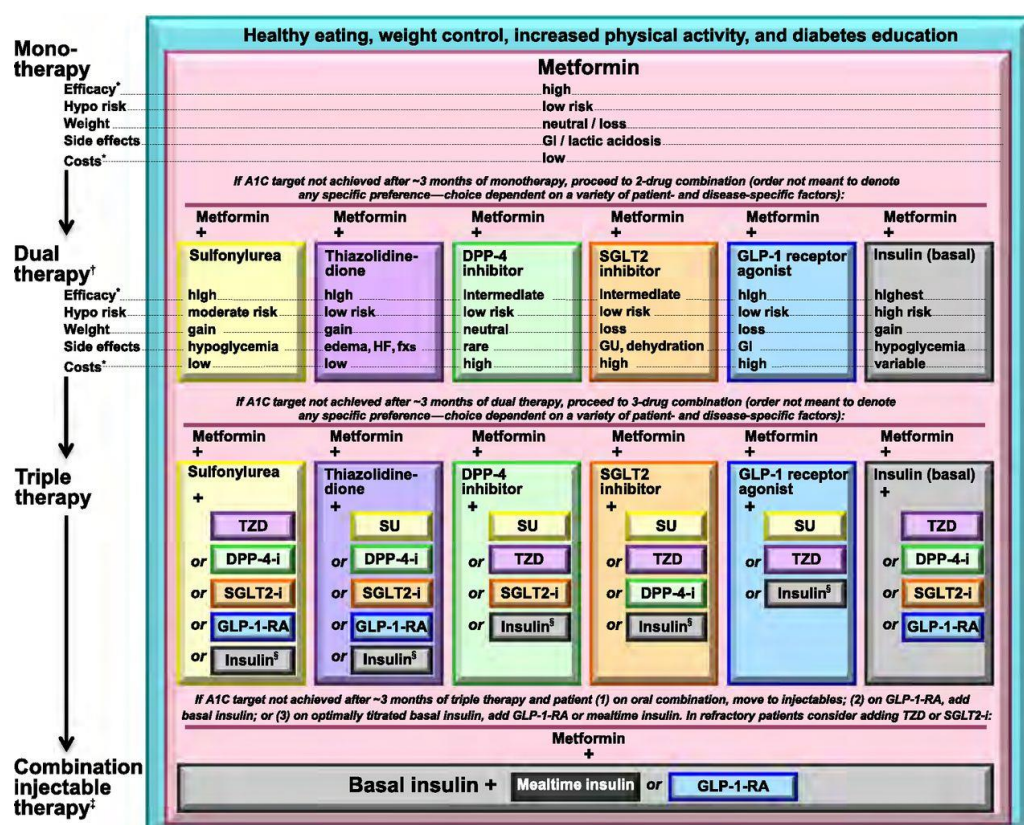 Healthy eating, weight control, increased physical activity, and diabetes education
Mono-
therapy
Metformin
Efficacy* high
Hypo risk low risk
Weight neutral / loss
Side effects GI / lactic acidosis
Costs* low
If A1C target not achieved after ~3 months of monotherapy, proceed to 2-drug combination (order not meant to denote
any specific preference—choice dependent on a variety of patient- and disease-specific factors):
Metformin Metformin Metformin Metformin Metformin Metformin
+ + + + + +
Dual
therapy†
Sulfonylurea
Thiazolidine-
dione
DPP-4
inhibitor
SGLT2
inhibitor
GLP-1 receptor
agonist
Insulin (basal)
Efficacy* high high intermediate intermediate high highest
Hypo risk moderate risk low risk low risk low risk low risk high risk
Weight gain gain neutral loss loss gain
Side effects hypoglycemia edema, HF, fxs rare GU, dehydration GI hypoglycemia
Costs* low low high high high variable
If A1C target not achieved after ~3 months of dual therapy, proceed to 3-drug combination (order not meant to denote
any specific preference—choice dependent on a variety of patient- and disease-specific factors):
Metformin Metformin Metformin Metformin Metformin Metformin
+ + + + + +
Triple
therapy
Sulfonylurea
+
TZD
or DPP-4-i
or SGLT2-i
or GLP-1-RA
or Insulin§
Thiazolidine-
dione
+
SU
or DPP-4-i
or SGLT2-i
or GLP-1-RA
or Insulin§
DPP-4
inhibitor
+
SU
or TZD
or SGLT2-i
or Insulin§
SGLT2
inhibitor
+
SU
or TZD
or DPP-4-i
or Insulin§
GLP-1 receptor
agonist
+
SU
or TZD
or Insulin§
Insulin (basal)
+
TZD
or DPP-4-i
or SGLT2-i
or GLP-1-RA
If A1C target not achieved after ~3 months of triple therapy and patient (1) on oral combination, move to injectables; (2) on GLP-1-RA, add
basal insulin; or (3) on optimally titrated basal insulin, add GLP-1-RA or mealtime insulin. In refractory patients consider adding TZD or SGLT2-i:
Metformin
+
Combination
injectable
therapy‡
Basal insulin + Mealtime insulin or GLP-1-RA